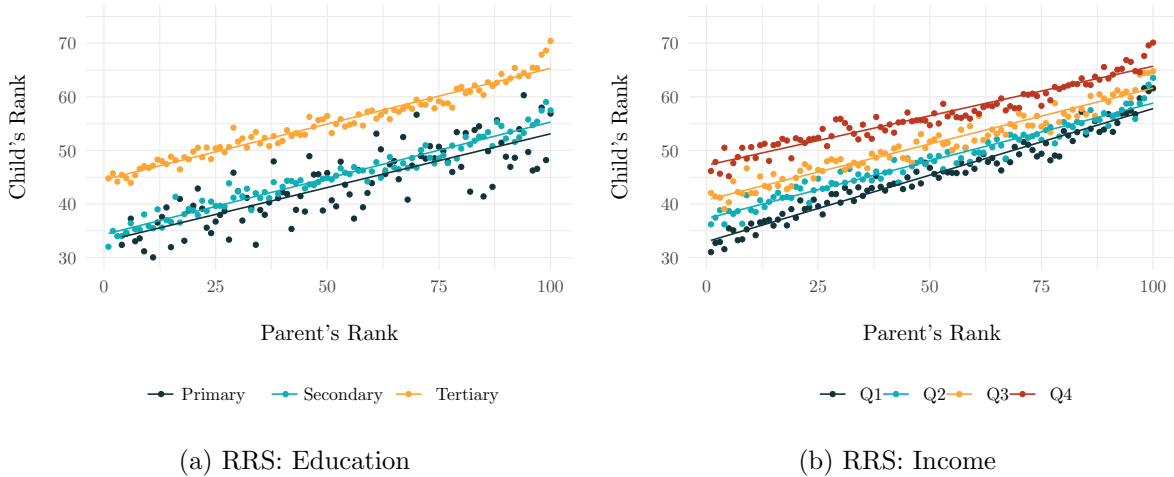 70
60
50
40
30
Child's Rank
0 25 50 75 100
Parent's Rank
Primary Secondary Tertiary
(a) RRS: Education
70
60
50
40
30
Child's Rank
0 25 50 75 100
Parent's Rank
Q1 Q2 Q3 Q4
(b) RRS: Income